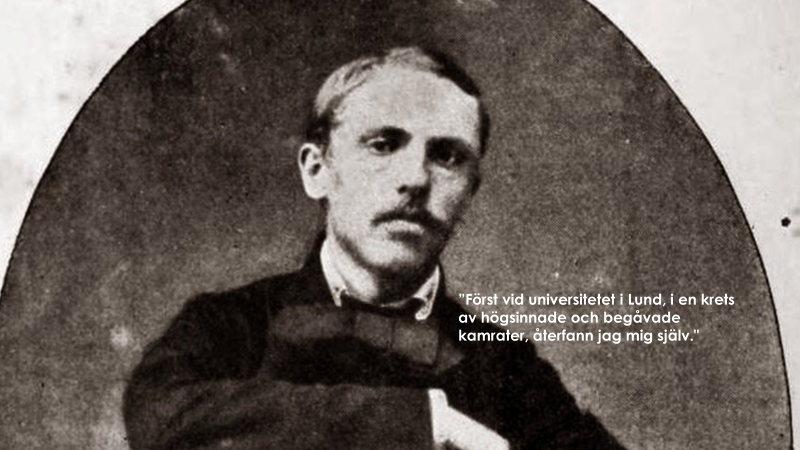 "Först vid universitetet i Lund, i en krets
av högsinnade och begåvade
kamrater, återfann jag mig själv."